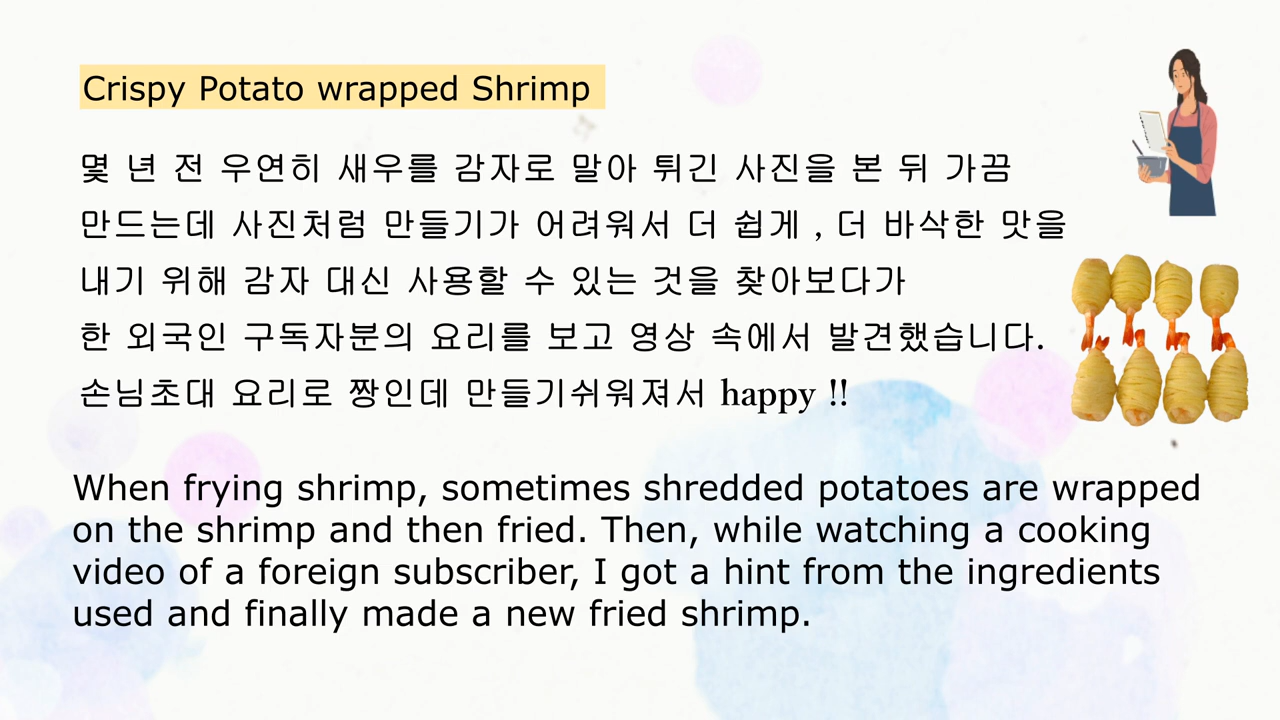 Crispy Potato wrapped Shrimp
몇 년 전 우연히 새우를 감자로 말아 튀긴 사진을 본 뒤 가끔
만드는데 사진처럼 만들기가 어려워서 더 쉽게 , 더 바삭한 맛을
내기 위해 감자 대신 사용할 수 있는 것을 찾아보다가
한 외국인 구독자분의 요리를 보고 영상 속에서 발견했습니다.
손님초대 요리로 짱인데 만들기쉬워져서 happy !!
When frying shrimp, sometimes shredded potatoes are wrapped
on the shrimp and then fried. Then, while watching a cooking
video of a foreign subscriber, I got a hint from the ingredients
used and finally made a new fried shrimp.